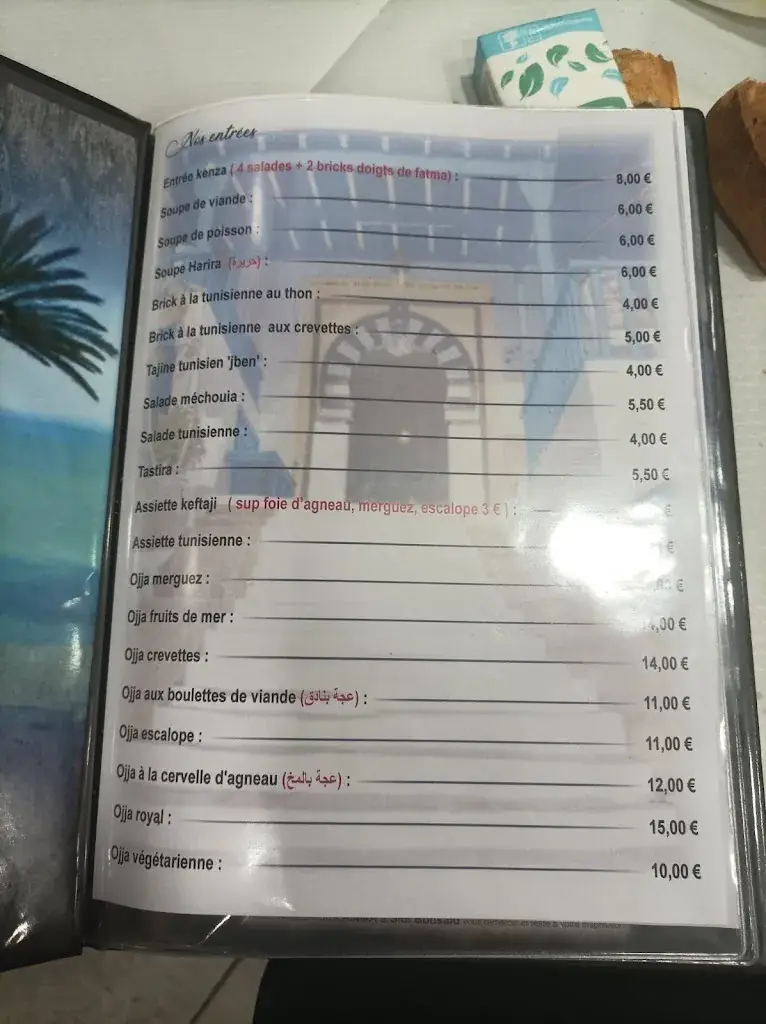 Nos entrées
Entrée kenza ( 4 salades + 2 bricks doigts de fatma) : 8,00 €
Soupe de viande : 6,00 €
Soupe de poisson : 6,00 €
Soupe Harira (حريرة) : 6,00 €
Brick à la tunisienne au thon : 4,00 €
Brick à la tunisienne aux crevettes : 5,00 €
Tajine tunisien 'jben' : 4,00 €
Salade méchouia : 5,50 €
Salade tunisienne : 4,00 €
Tastira : 5,50 €
Assiette keftaji ( sup foie d'agneau, merguez, escalope 3 € ) : €
Assiette tunisienne : €
Ojja merguez : €
Ojja fruits de mer : €
Ojja crevettes : 14,00 €
Ojja aux boulettes de viande (عجة بنادق) : 11,00 €
Ojja escalope : 11,00 €
Ojja à la cervelle d'agneau (عجة بالمخ) : 12,00 €
Ojja royal : 15,00 €
Ojja végétarienne : 10,00 €